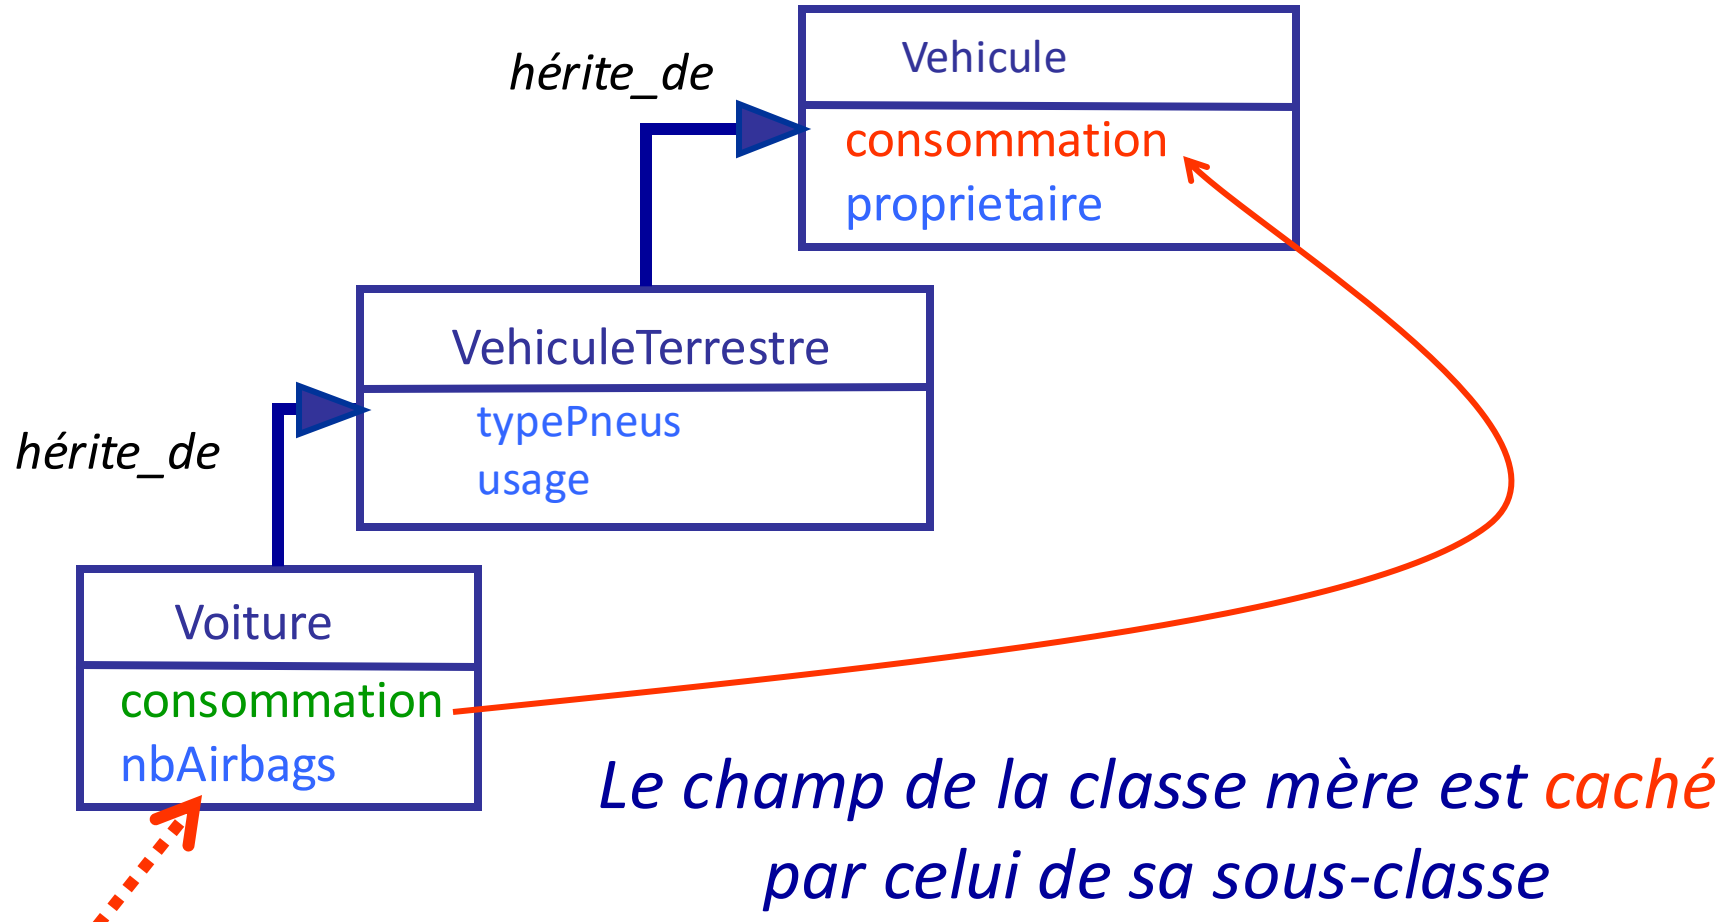 hérite_de
Vehicule
consommation
proprietaire
VehiculeTerrestre
typePneus
usage
hérite_de
Voiture
consommation
nbAirbags
Le champ de la classe mère est caché
par celui de sa sous-classe